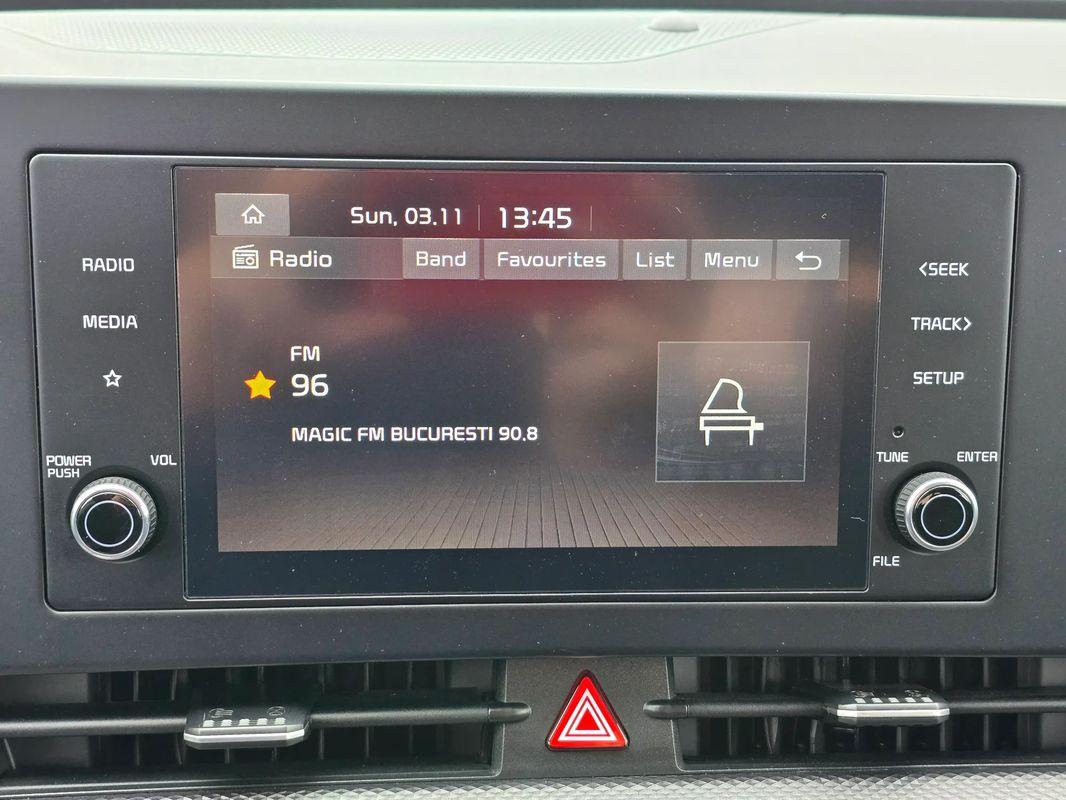 Sun, 03.11 13:45
Radio Band Favourites List Menu
RADIO
MEDIA
FM
96
MAGIC FM BUCURESTI 90.8
<SEEK
TRACK>
SETUP
POWER PUSH VOL
TUNE ENTER
FILE